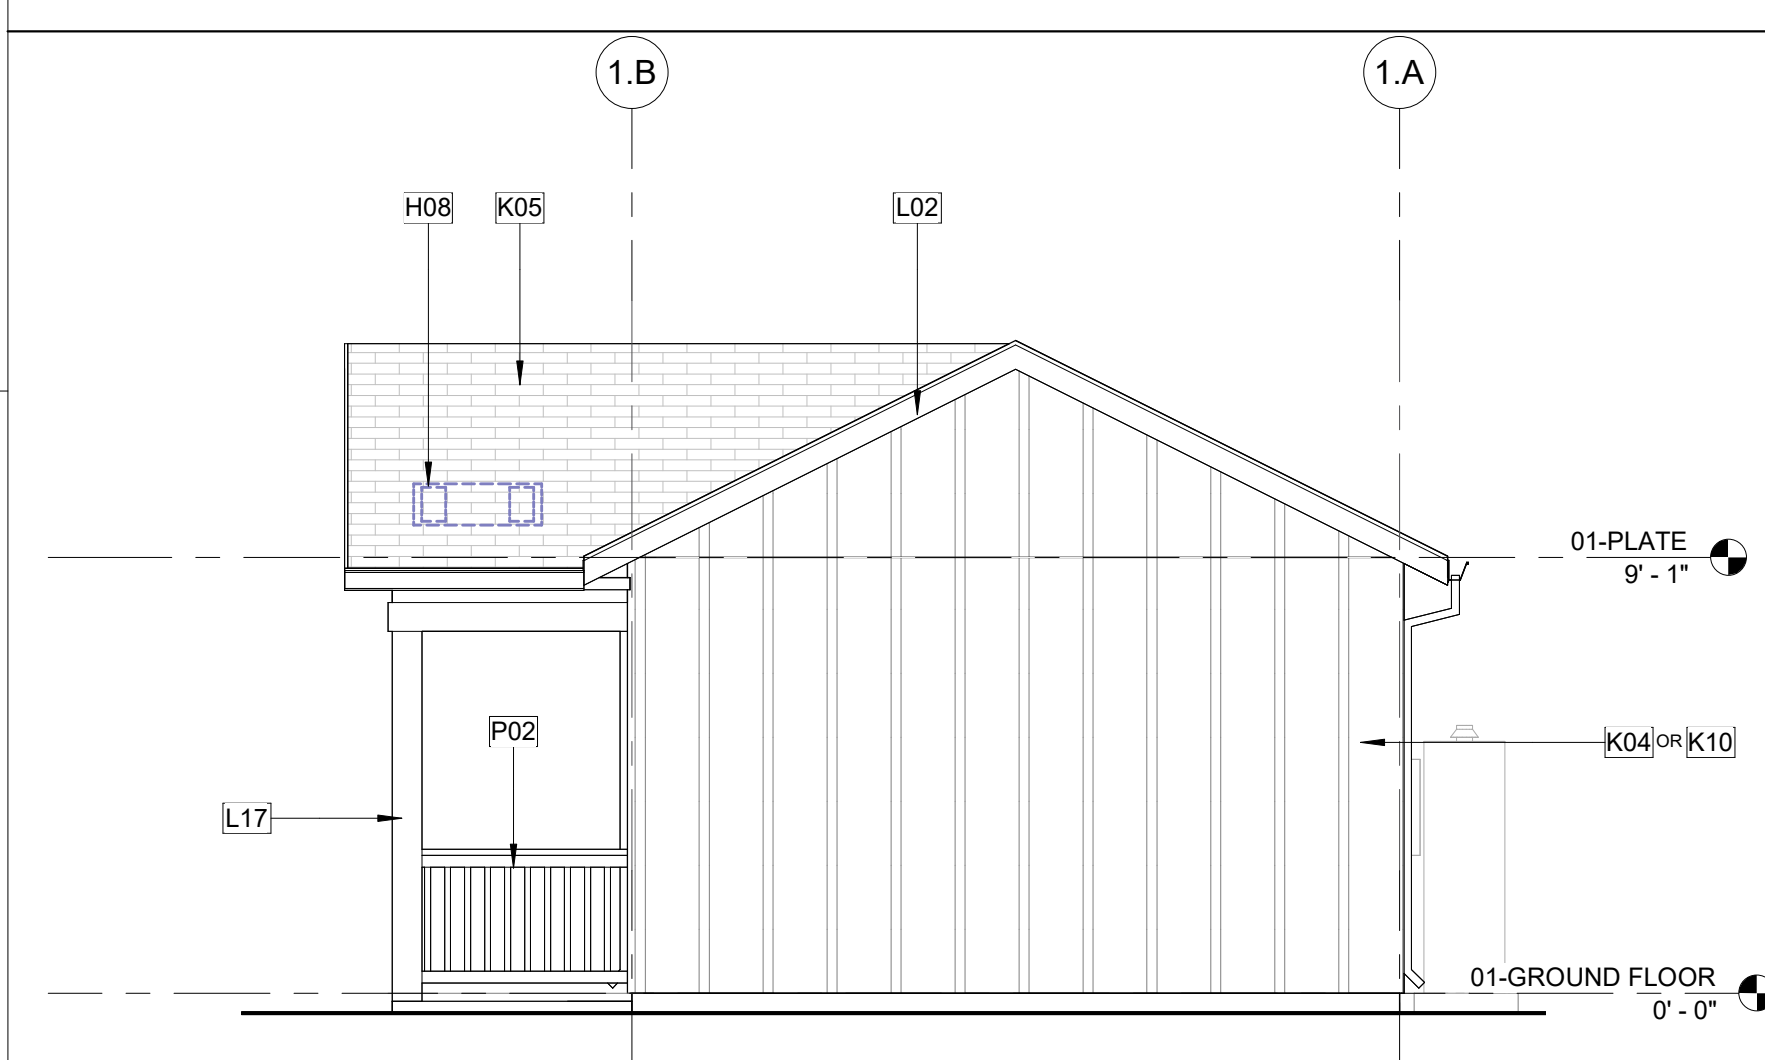 1.B
1.A
H08
K05
L02
01-PLATE
9' - 1"
P02
K04 OR K10
L17
01-GROUND FLOOR
0' - 0"